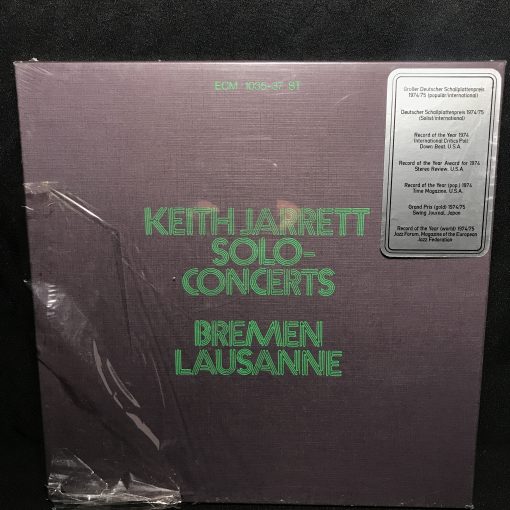 ECM 1035-37 ST
Großer Deutscher Schallplattenpreis
1974/75 (popular/international)
Deutscher Schallplattenpreis 1974/75
(Solist/international)
Record of the Year 1974
International Critics Poll
Down Beat, U.S.A.
Record of the Year Award for 1974
Stereo Review, U.S.A.
Record of the Year (pop.) 1974
Time Magazine, U.S.A.
Grand Prix (gold) 1974/75
Swing Journal, Japan
Record of the Year (world) 1974/75
Jazz Forum, Magazine of the European
Jazz Federation
KEITH JARRETT
SOLO-
CONCERTS
BREMEN
LAUSANNE